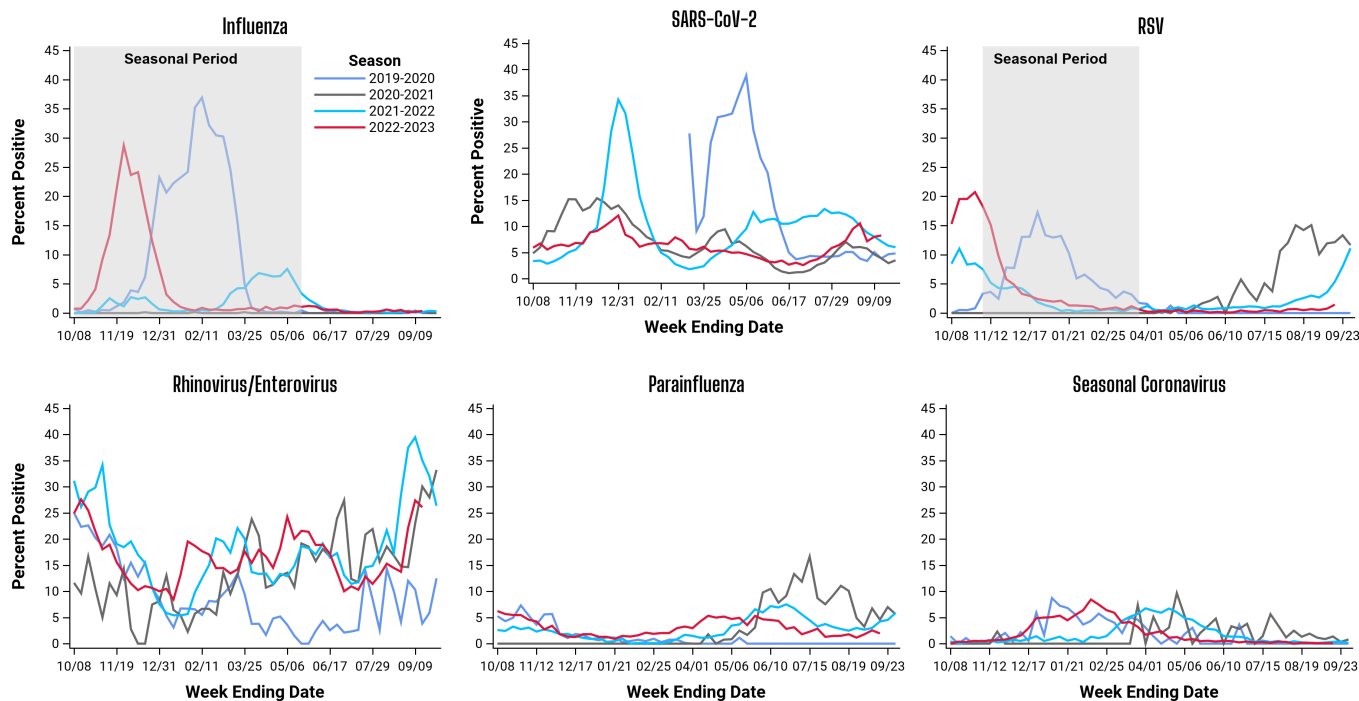 Influenza
Seasonal Period
Season
2019-2020
2020-2021
2021-2022
2022-2023
Percent Positive
45
40
35
30
25
20
15
10
5
0
10/08 11/19 12/31 02/11 03/25 05/06 06/17 07/29 09/09
SARS-CoV-2
Percent Positive
45
40
35
30
25
20
15
10
5
0
10/08 11/19 12/31 02/11 03/25 05/06 06/17 07/29 09/09
Week Ending Date
RSV
Seasonal Period
45
40
35
30
25
20
15
10
5
0
10/08 11/12 12/17 01/21 02/25 04/01 05/06 06/10 07/15 08/19 09/23
Rhinovirus/Enterovirus
Percent Positive
45
40
35
30
25
20
15
10
5
0
10/08 11/19 12/31 02/11 03/25 05/06 06/17 07/29 09/09
Week Ending Date
Parainfluenza
45
40
35
30
25
20
15
10
5
0
10/08 11/12 12/17 01/21 02/25 04/01 05/06 06/10 07/15 08/19 09/23
Week Ending Date
Seasonal Coronavirus
45
40
35
30
25
20
15
10
5
0
10/08 11/12 12/17 01/21 02/25 04/01 05/06 06/10 07/15 08/19 09/23
Week Ending Date